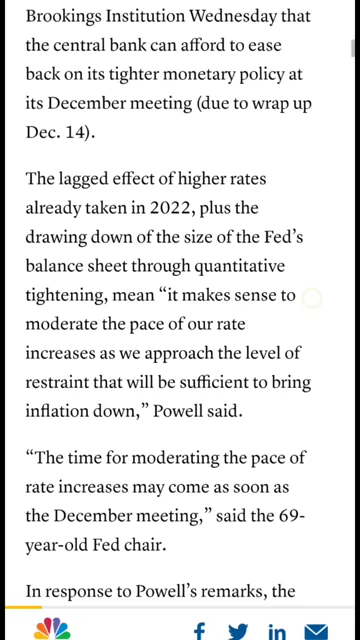 Brookings Institution Wednesday that
the central bank can afford to ease
back on its tighter monetary policy at
its December meeting (due to wrap up
Dec. 14).
The lagged effect of higher rates
already taken in 2022, plus the
drawing down of the size of the Fed’s
balance sheet through quantitative
tightening, mean “it makes sense to
moderate the pace of our rate
increases as we approach the level of
restraint that will be sufficient to bring
inflation down,” Powell said.
“The time for moderating the pace of
rate increases may come as soon as
the December meeting,” said the 69-
year-old Fed chair.
In response to Powell’s remarks, the